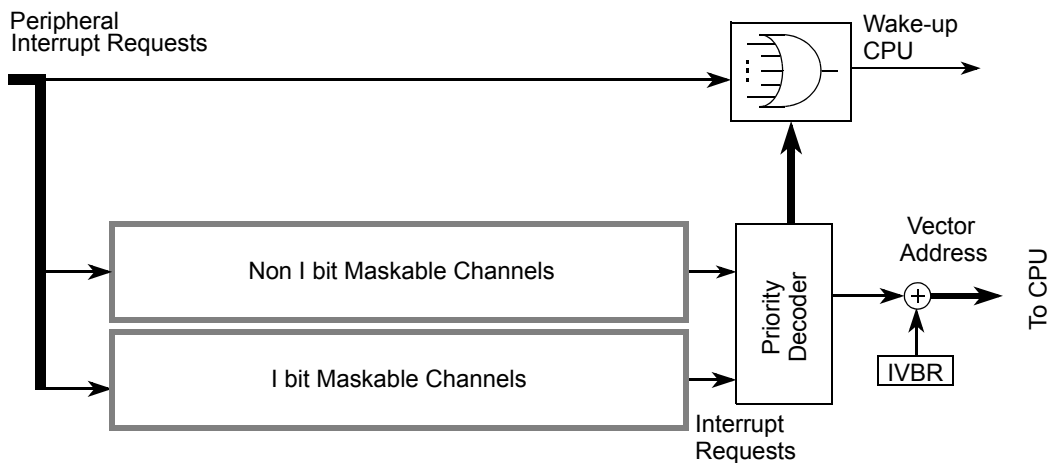 Peripheral
Interrupt Requests
Wake-up
CPU
Non I bit Maskable Channels
I bit Maskable Channels
Priority
Decoder
Interrupt
Requests
Vector
Address
+
IVBR
To CPU